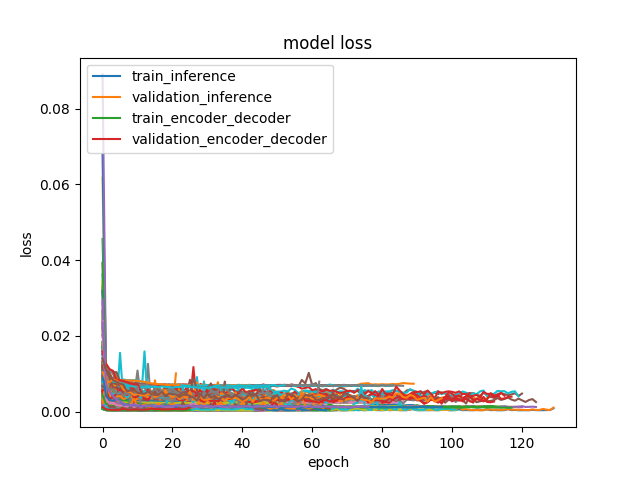 model loss
train_inference
validation_inference
train_encoder_decoder
validation_encoder_decoder
0.08
0.06
0.04
0.02
0.00
loss
0 20 40 60 80 100 120
epoch